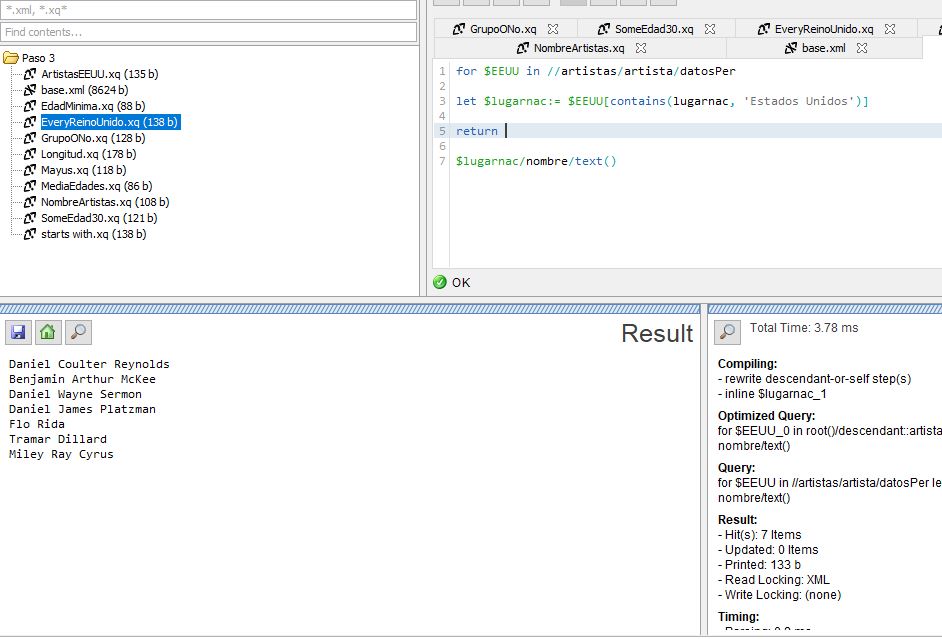 *.xml, *.xq*
Find contents...
Paso 3
ArtistasEEUU.xq (135 b)
base.xml (8624 b)
EdadMinima.xq (88 b)
EveryReinoUnido.xq (138 b)
GrupoONo.xq (128 b)
Longitud.xq (178 b)
Mayus.xq (118 b)
MediaEdades.xq (86 b)
NombreArtistas.xq (108 b)
SomeEdad30.xq (121 b)
starts with.xq (138 b)
GrupoONo.xq SomeEdad30.xq EveryReinoUnido.xq
NombreArtistas.xq base.xml
1 for $EEUU in //artistas/artista/datosPer
2
3 let $lugarnac:= $EEUU[contains(lugarnac, 'Estados Unidos')]
4
5 return
6
7 $lugarnac/nombre/text()
OK
Result
Daniel Coulter Reynolds
Benjamin Arthur McKee
Daniel Wayne Sermon
Daniel James Platzman
Flo Rida
Tramar Dillard
Miley Ray Cyrus
Total Time: 3.78 ms
Compiling:
- rewrite descendant-or-self step(s)
- inline $lugarnac_1
Optimized Query:
for $EEUU_0 in root()/descendant::artista
nombre/text()
Query:
for $EEUU in //artistas/artista/datosPer le
nombre/text()
Result:
- Hit(s): 7 Items
- Updated: 0 Items
- Printed: 133 b
- Read Locking: XML
- Write Locking: (none)
Timing: